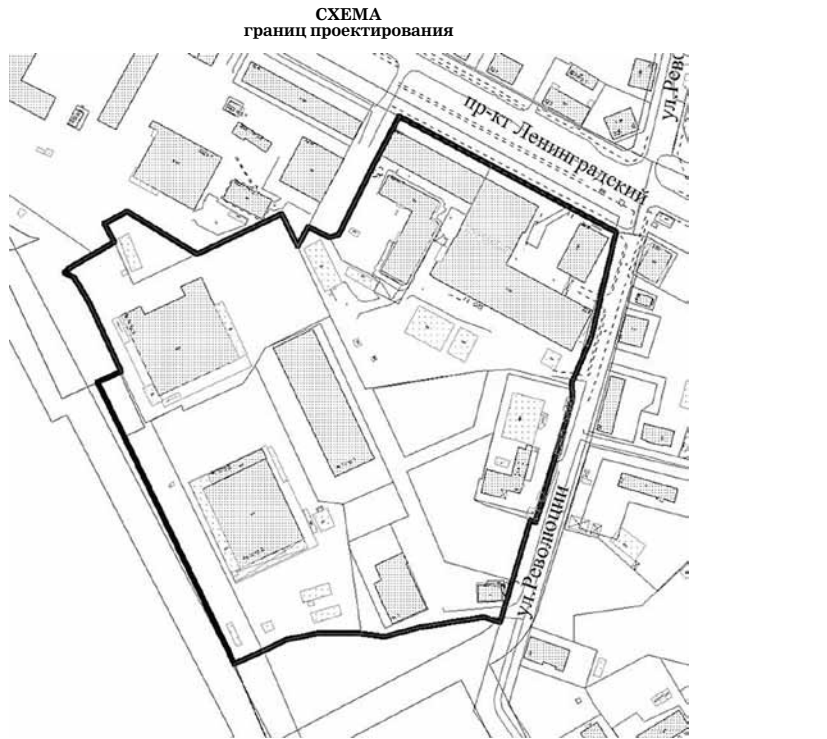 СХЕМА
границ проектирования
ул.Рево
пр-кт Ленинградский
ул.Революции